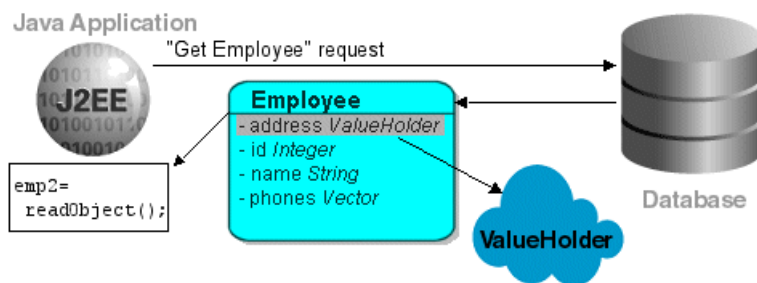 Java Application
"Get Employee" request
J2EE
Employee
- address ValueHolder
- id Integer
- name String
- phones Vector
emp2=
readObject();
ValueHolder
Database